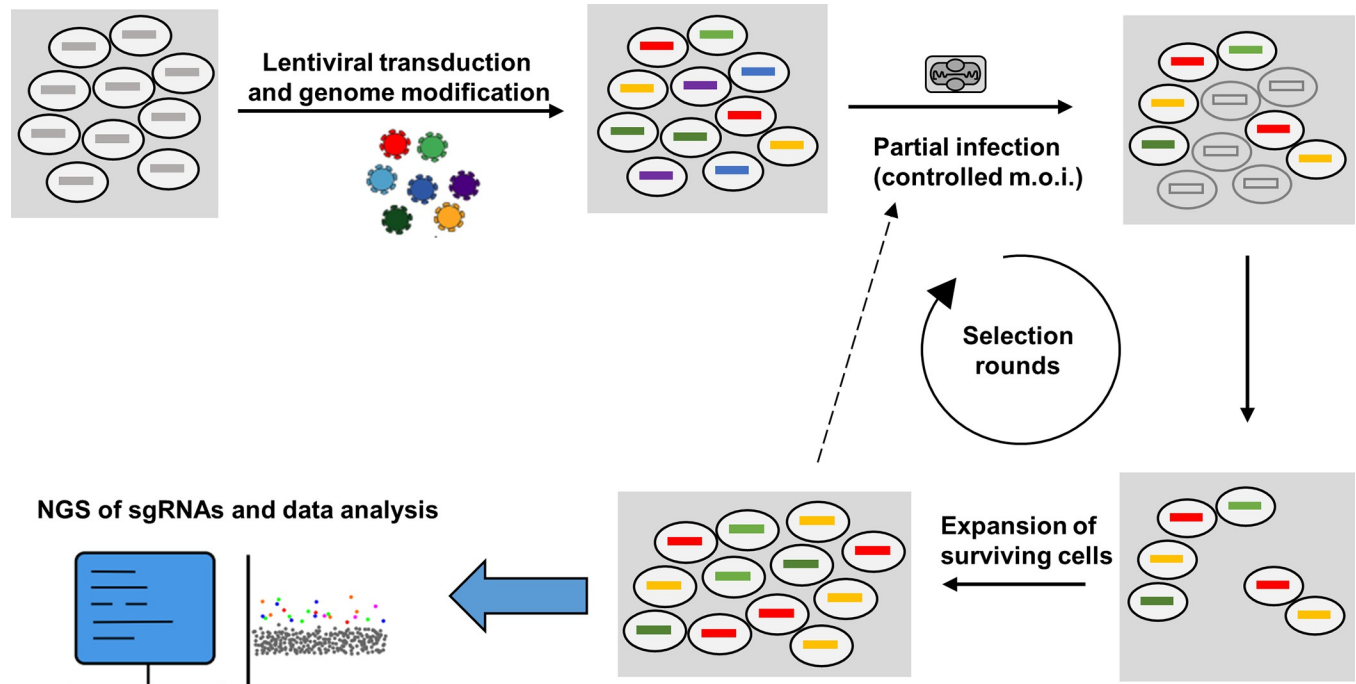 Lentiviral transduction
and genome modification
Partial infection
(controlled m.o.i.)
Selection
rounds
Expansion of
surviving cells
NGS of sgRNAs and data analysis